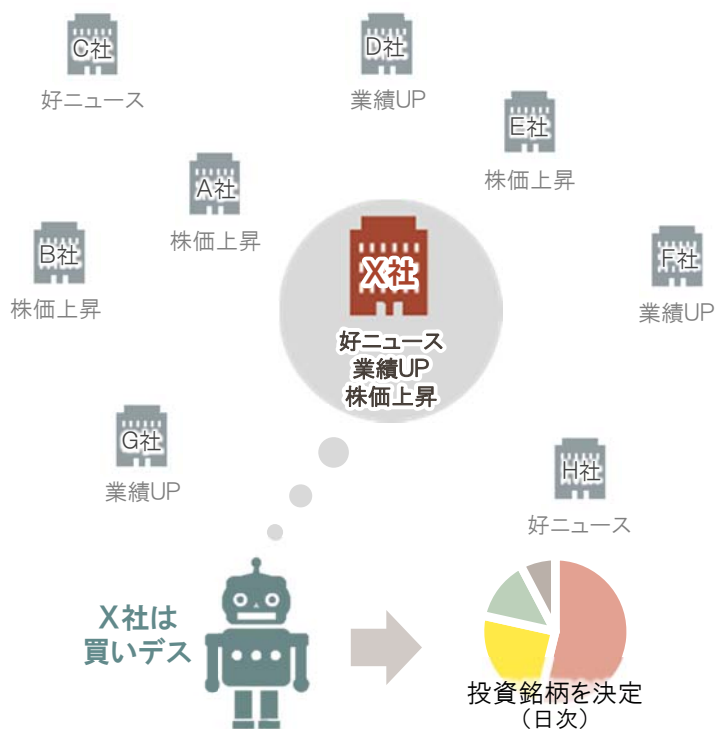 C社
好ニュース
D社
業績UP
E社
株価上昇
A社
株価上昇
B社
株価上昇
X社
好ニュース
業績UP
株価上昇
F社
業績UP
G社
業績UP
H社
好ニュース
X社は
買いデス
投資銘柄を決定
（日次）